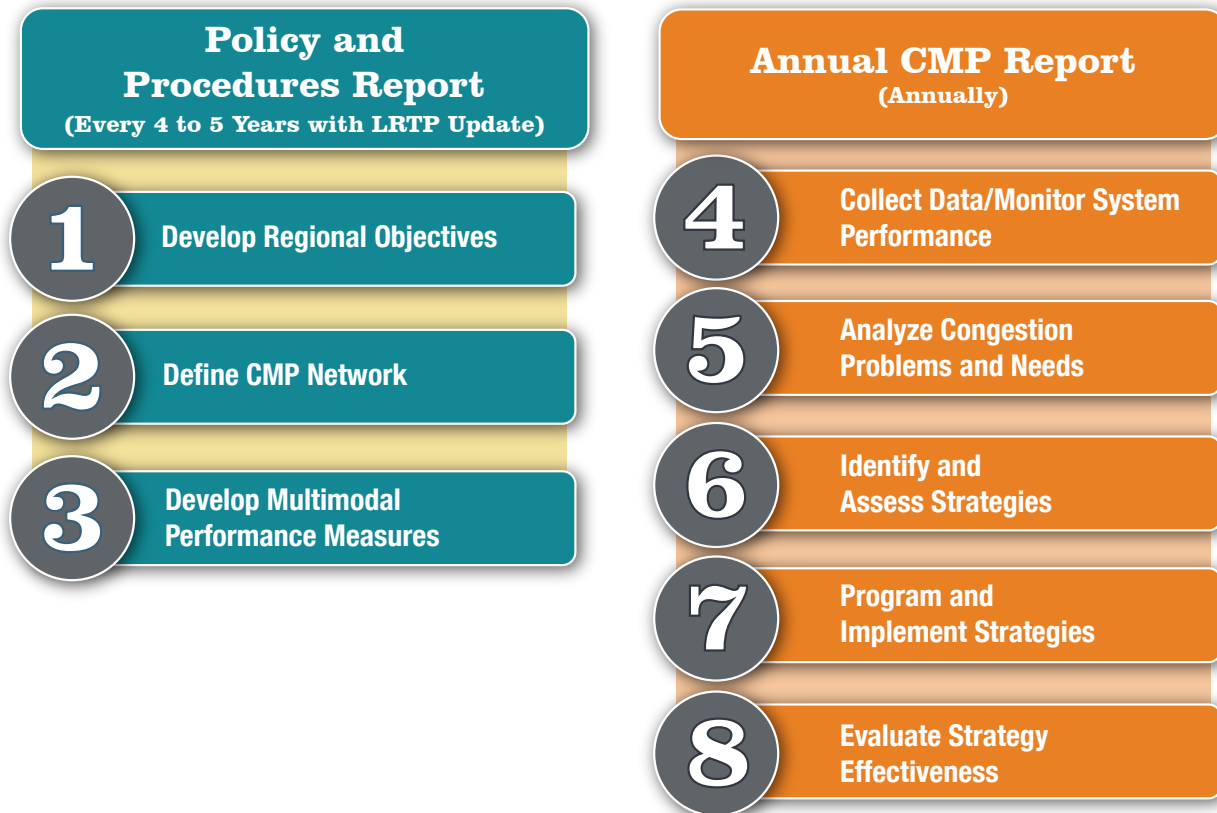 Policy and
Procedures Report
(Every 4 to 5 Years with LRTP Update)
1
Develop Regional Objectives
2
Define CMP Network
3
Develop Multimodal
Performance Measures
Annual CMP Report
(Annually)
4
Collect Data/Monitor System
Performance
5
Analyze Congestion
Problems and Needs
6
Identify and
Assess Strategies
7
Program and
Implement Strategies
8
Evaluate Strategy
Effectiveness